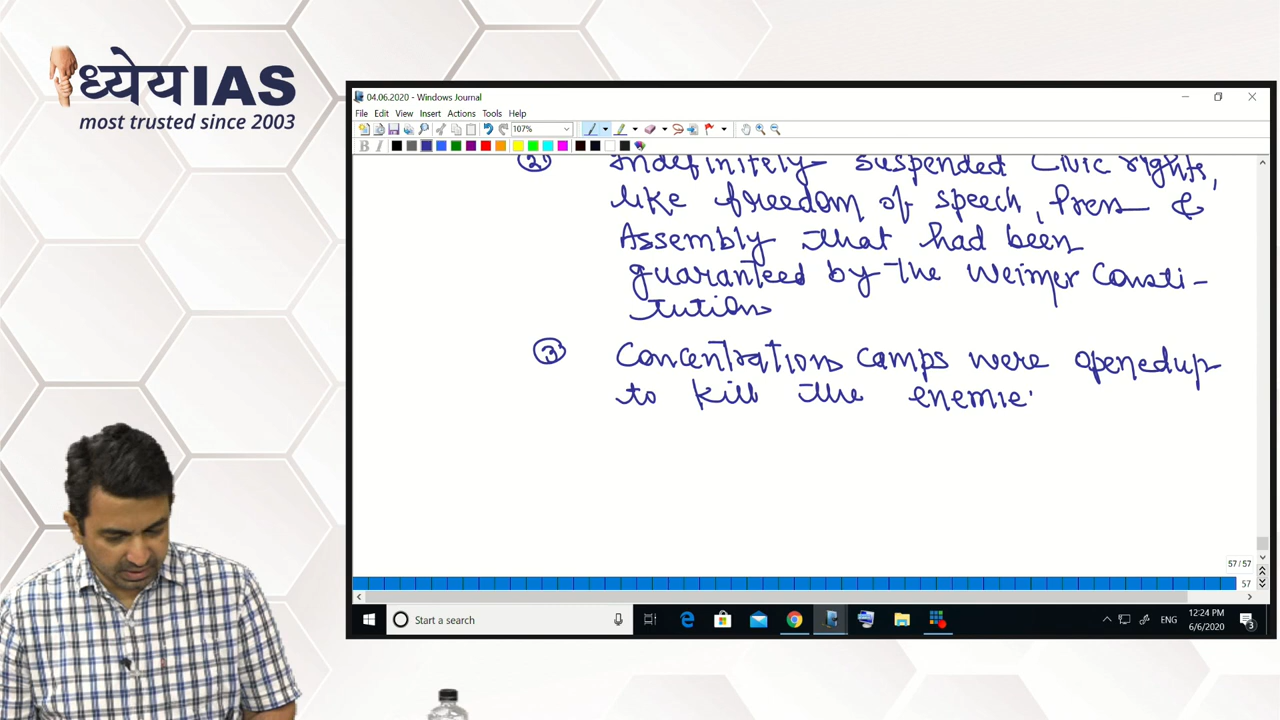 ध्येय IAS
most trusted since 2003
04.06.2020 - Windows Journal
File Edit View Insert Actions Tools Help
107%
B I
② Indefinitely suspended Civic rights,
like freedom of speech, Press &
Assembly that had been
guaranteed by the Weimer Consti-
tution
③ Concentration camps were openedup
to kill the enemie
57 / 57
57
Start a search
ENG
12:24 PM
6/6/2020
3